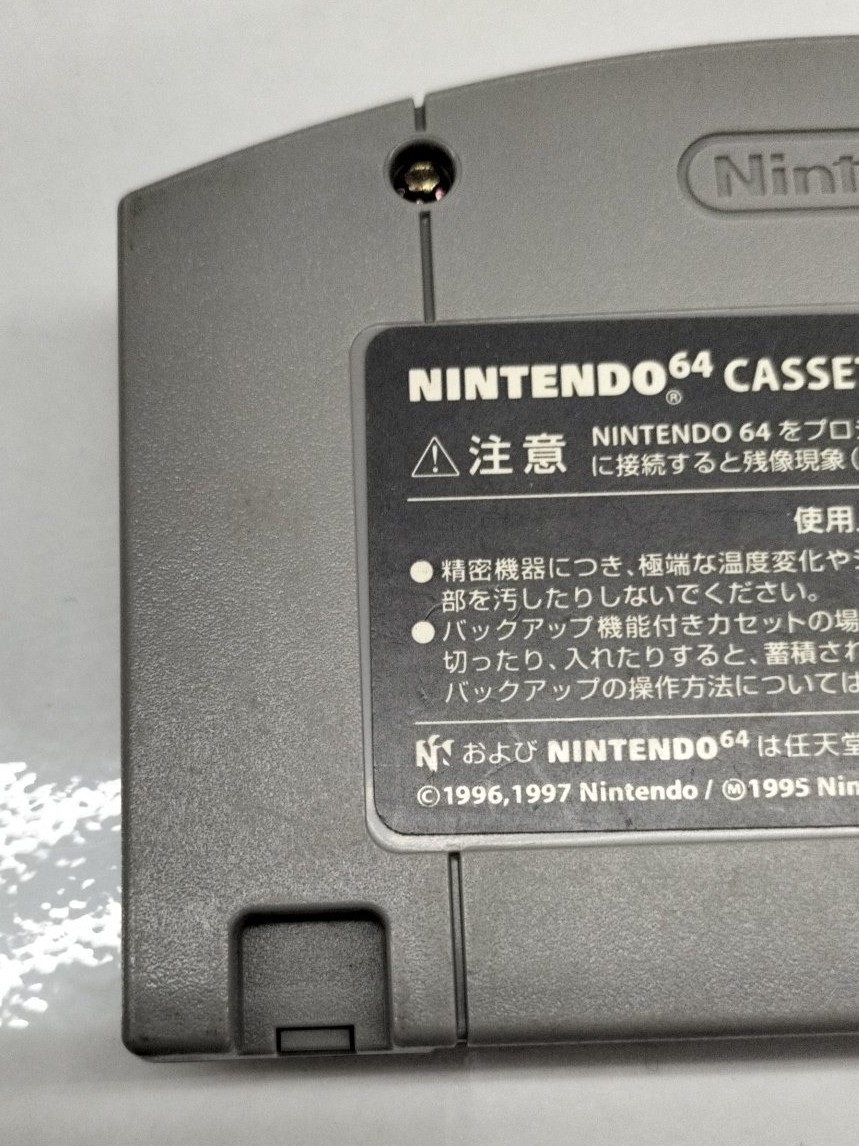 Nint
NINTENDO64® CASSE
⚠注意 NINTENDO 64 をプロ
に接続すると残像現象(
使用
●精密機器につき、極端な温度変化や
部を汚したりしないでください。
●バックアップ機能付きカセットの場
切ったり、入れたりすると、蓄積され
バックアップの操作方法については
および NINTENDO64 は任天堂
©1996,1997 Nintendo / Ⓜ1995 Nin